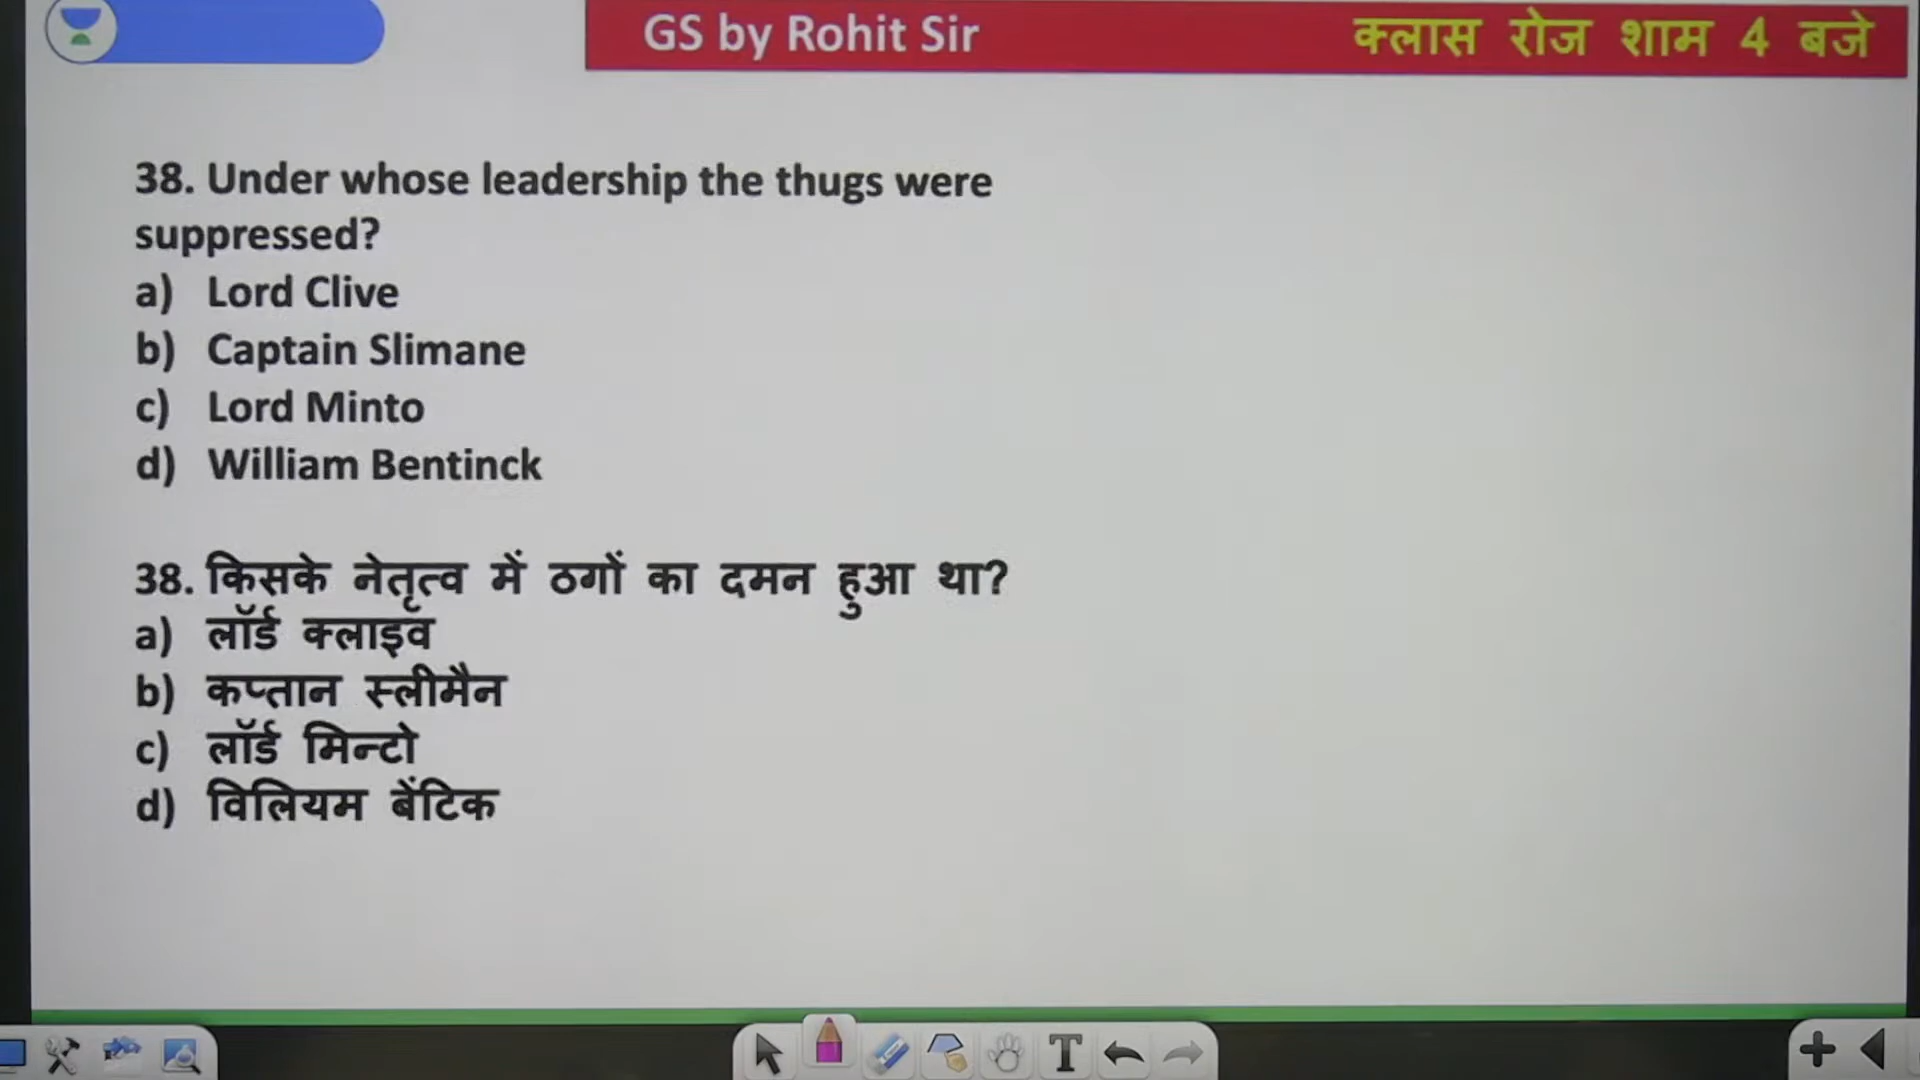 GS by Rohit Sir
क्लास रोज शाम 4 बजे
38. Under whose leadership the thugs were
suppressed?
a) Lord Clive
b) Captain Slimane
c) Lord Minto
d) William Bentinck
38. किसके नेतृत्व में ठगों का दमन हुआ था?
a) लॉर्ड क्लाइव
b) कप्तान स्लीमैन
c) लॉर्ड मिन्टो
d) विलियम बेंटिक
T